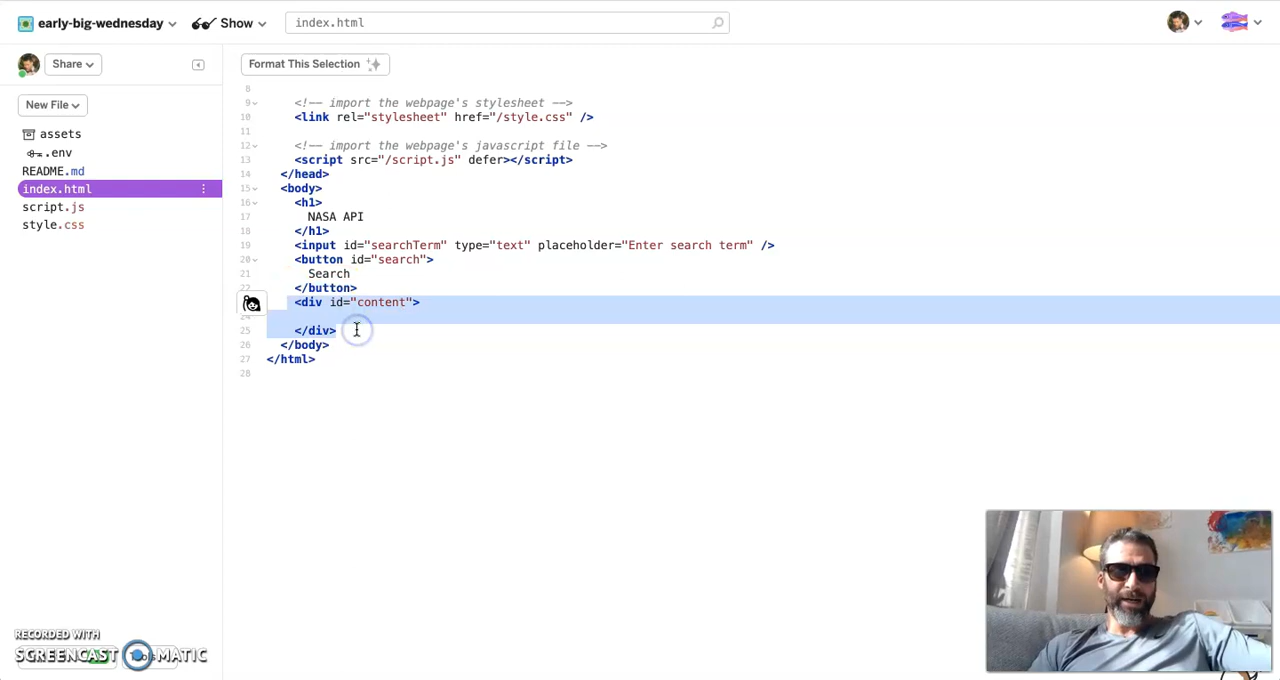 early-big-wednesday
Show
index.html
Share
Format This Selection
New File
assets
.env
README.md
index.html
script.js
style.css
8
9
<!-- import the webpage's stylesheet -->
10
<link rel="stylesheet" href="/style.css" />
11
12
<!-- import the webpage's javascript file -->
13
<script src="/script.js" defer></script>
14
</head>
15
<body>
16
<h1>
17
NASA API
18
</h1>
19
<input id="searchTerm" type="text" placeholder="Enter search term" />
20
<button id="search">
21
Search
22
</button>
<div id="content">
24
25
</div>
26
</body>
27
</html>
28
RECORDED WITH
SCREENCAST MATIC